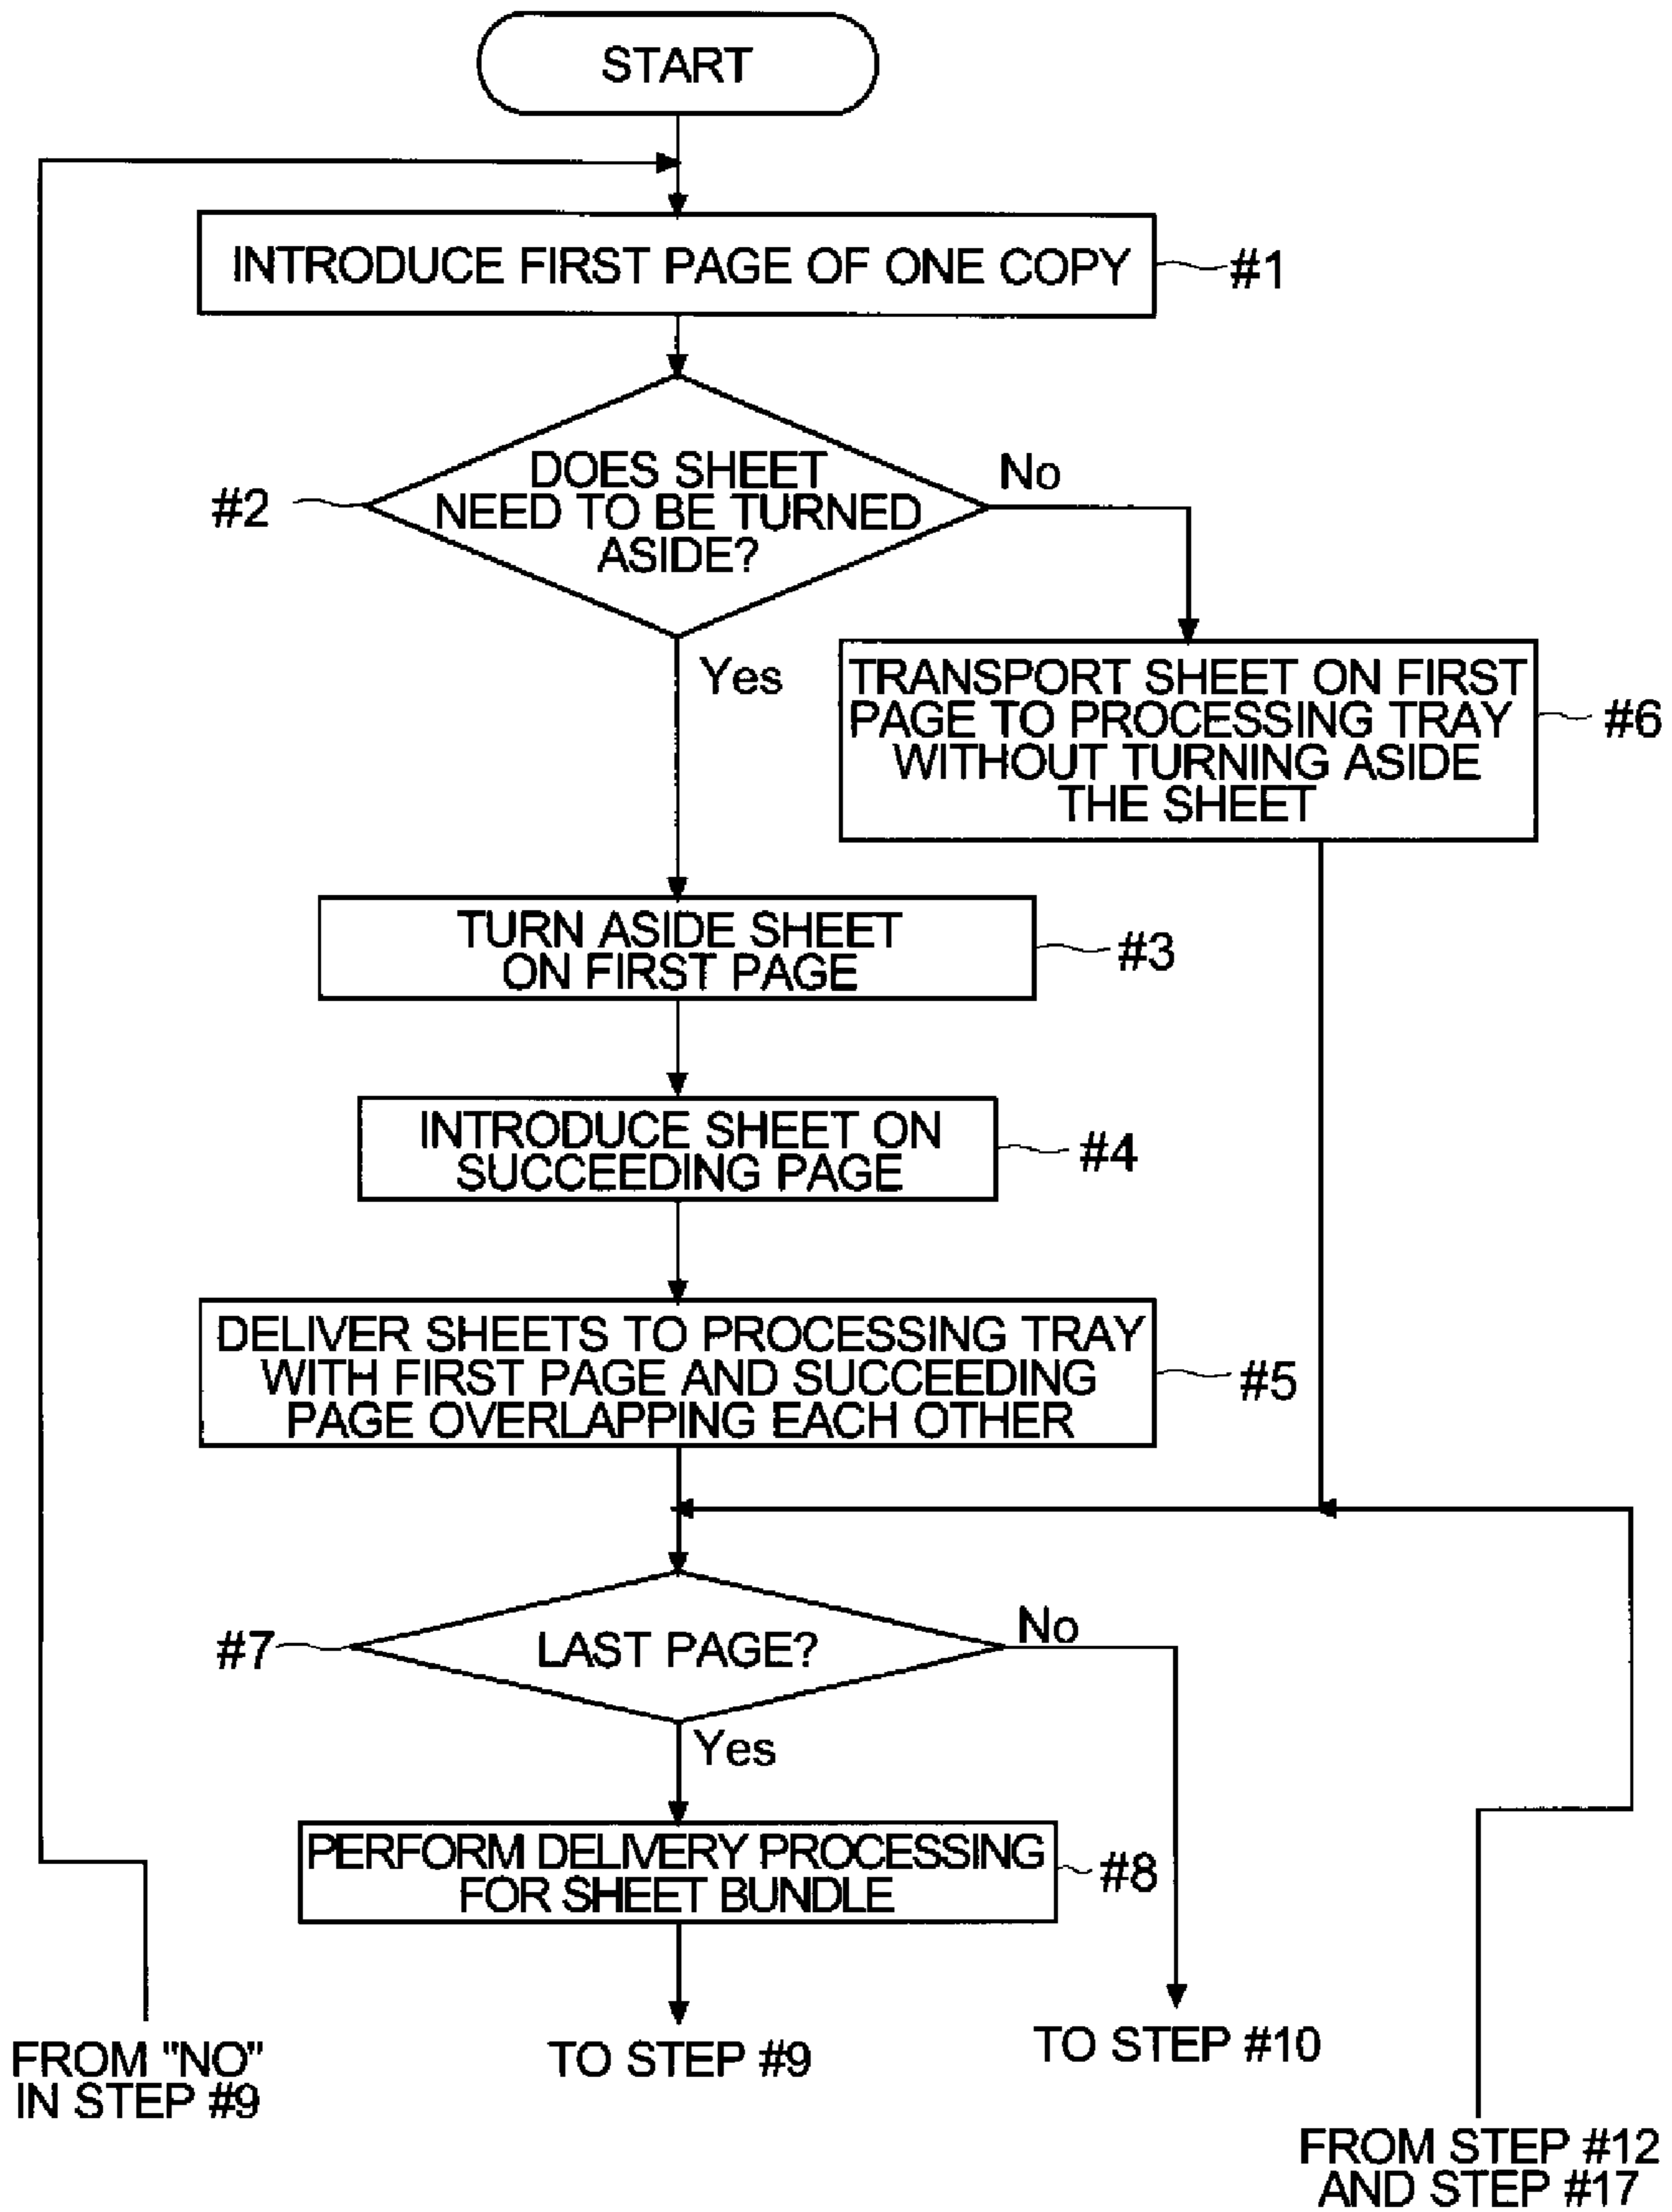 START
INTRODUCE FIRST PAGE OF ONE COPY
#1
DOES SHEET
NEED TO BE TURNED
ASIDE?
#2
No
Yes
TRANSPORT SHEET ON FIRST
PAGE TO PROCESSING TRAY
WITHOUT TURNING ASIDE
THE SHEET
#6
TURN ASIDE SHEET
ON FIRST PAGE
#3
INTRODUCE SHEET ON
SUCCEEDING PAGE
#4
DELIVER SHEETS TO PROCESSING TRAY
WITH FIRST PAGE AND SUCCEEDING
PAGE OVERLAPPING EACH OTHER
#5
#7
LAST PAGE?
No
Yes
PERFORM DELIVERY PROCESSING
FOR SHEET BUNDLE
#8
FROM "NO"
IN STEP #9
TO STEP #9
TO STEP #10
FROM STEP #12
AND STEP #17